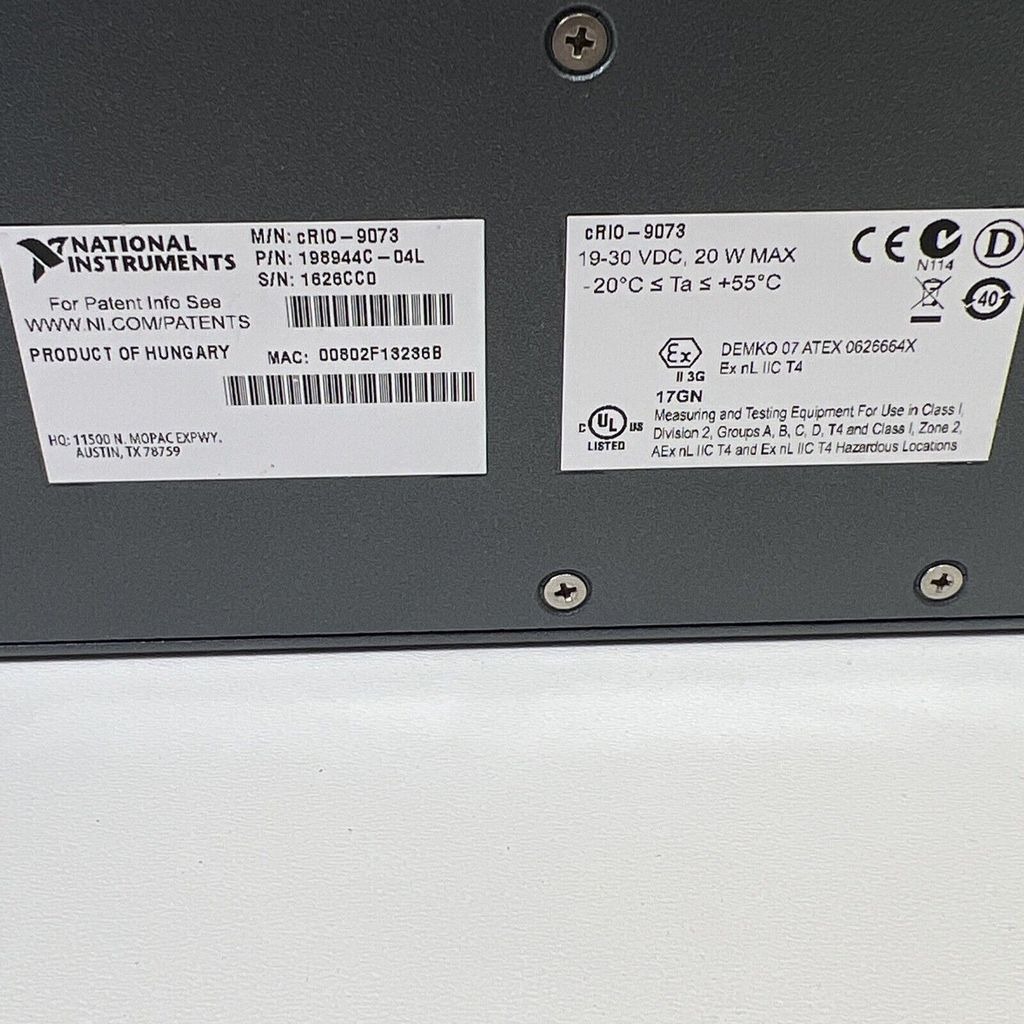 NATIONAL
INSTRUMENTS
M/N: cRIO-9073
P/N: 198944C-04L
S/N: 1626CC0
For Patent Info See
WWW.NI.COM/PATENTS
PRODUCT OF HUNGARY
MAC: 00802F13236B
HQ: 11500 N. MOPAC EXPWY.
AUSTIN, TX 78759
cRIO-9073
19-30 VDC, 20 W MAX
-20°C ≤ Ta ≤ +55°C
CE
N114
D
40
Ex
II 3G
DEMKO 07 ATEX 0626664X
Ex nL IIC T4
17GN
C UL US
LISTED
Measuring and Testing Equipment For Use in Class I,
Division 2, Groups A, B, C, D, T4 and Class I, Zone 2,
AEx nL IIC T4 and Ex nL IIC T4 Hazardous Locations